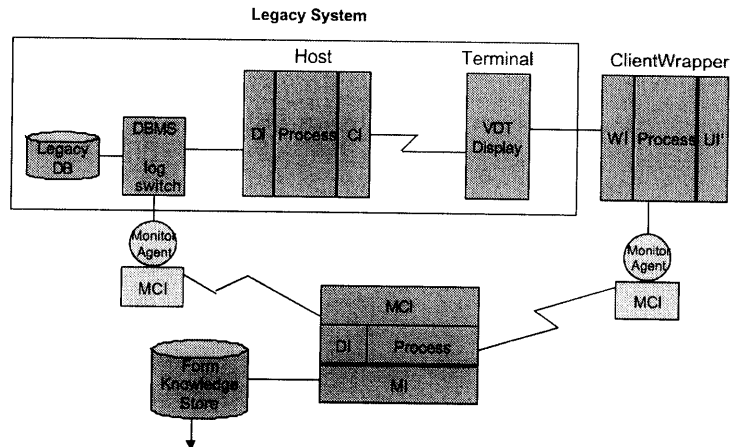 Legacy System
Host
Terminal
ClientWrapper
Legacy
DB
DBMS
log
switch
DI
Process
CI
VDT
Display
WI
Process
UI'
Monitor
Agent
MCI
Monitor
Agent
MCI
MCI
DI
Process
MI
Form
Knowledge
Store